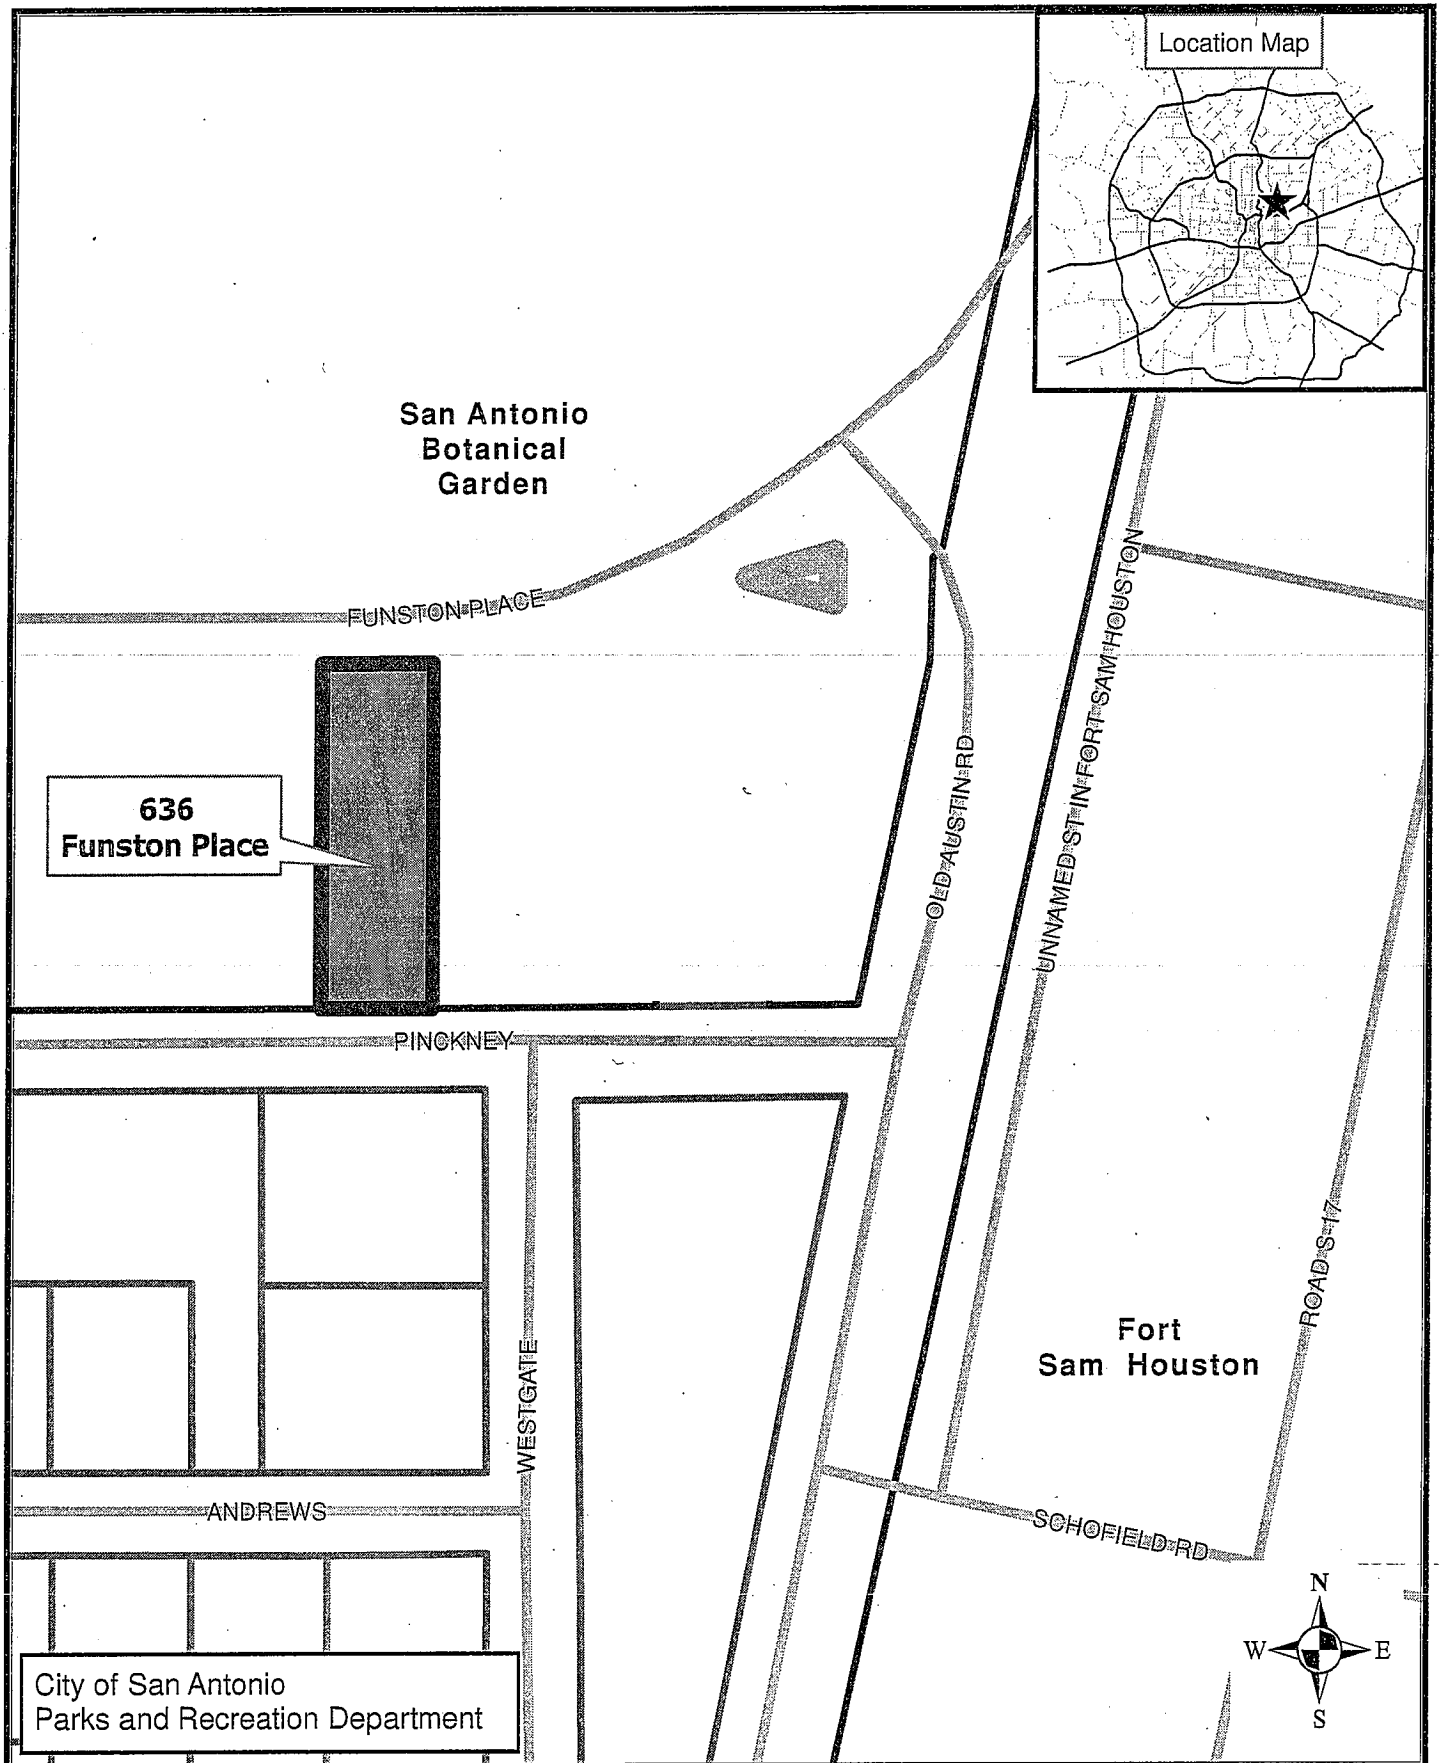 Location Map
San Antonio
Botanical
Garden
FUNSTON PLACE
636
Funston Place
OLD AUSTIN RD
UNNAMED ST IN FORT SAM HOUSTON
PINCKNEY
WESTGATE
ROAD S-17
Fort
Sam Houston
ANDREWS
SCHOFIELD RD
N
W E
S
City of San Antonio
Parks and Recreation Department